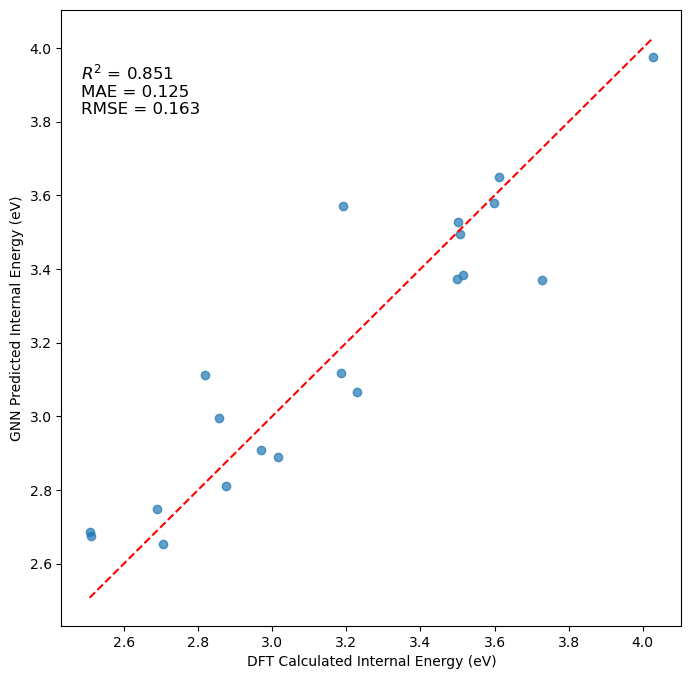 R² = 0.851
MAE = 0.125
RMSE = 0.163
GNN Predicted Internal Energy (eV)
4.0
3.8
3.6
3.4
3.2
3.0
2.8
2.6
2.6 2.8 3.0 3.2 3.4 3.6 3.8 4.0
DFT Calculated Internal Energy (eV)